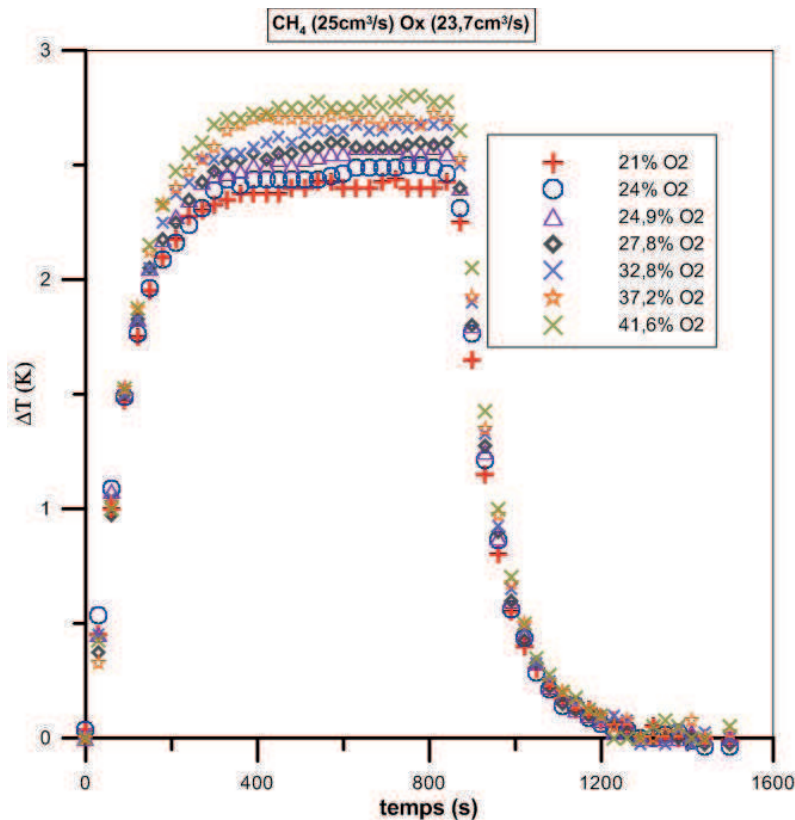 CH₄ (25cm³/s) Ox (23,7cm³/s)
3
2
1
0
ΔT (K)
21% O2
24% O2
24,9% O2
27,8% O2
32,8% O2
37,2% O2
41,6% O2
0
400
800
1200
1600
temps (s)